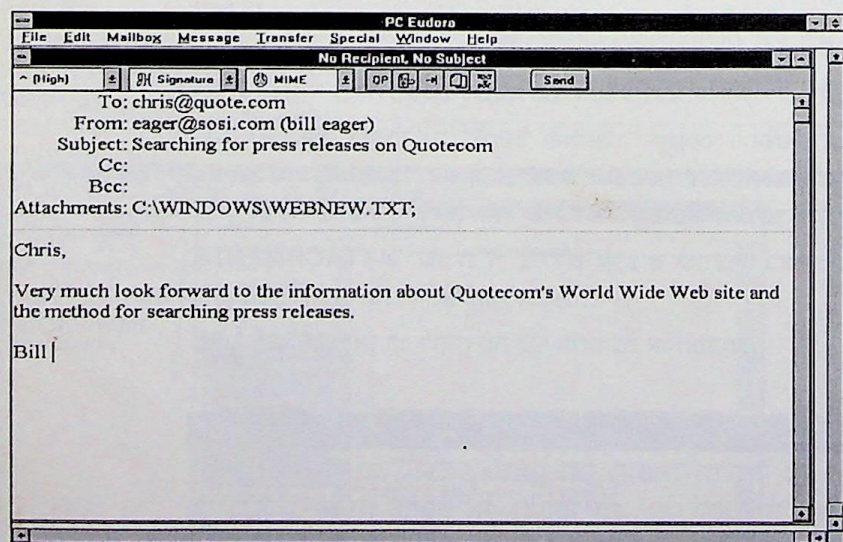 PC Eudora
File Edit Mailbox Message Transfer Special Window Help
No Recipient, No Subject
^ (High) Signature MIME QP Send
To: chris@quote.com
From: eager@sosi.com (bill eager)
Subject: Searching for press releases on Quotecom
Cc:
Bcc:
Attachments: C:\WINDOWS\WEBNEW.TXT;
Chris,
Very much look forward to the information about Quotecom's World Wide Web site and
the method for searching press releases.
Bill